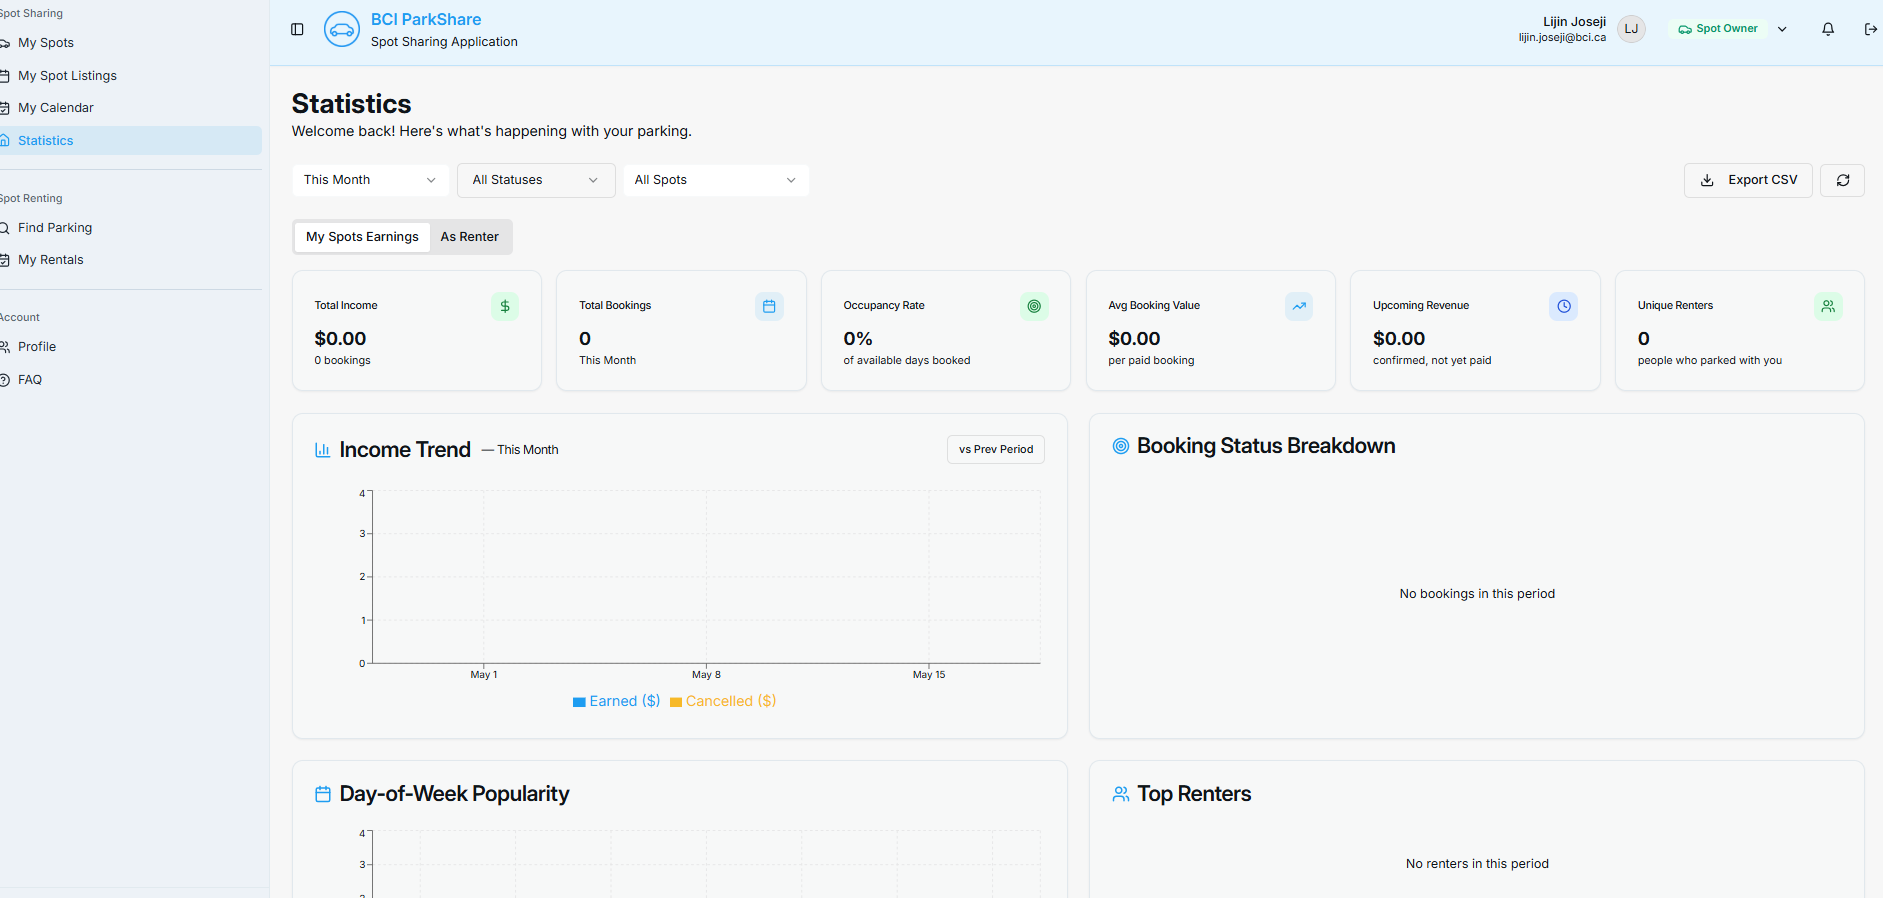 Spot Sharing
My Spots
My Spot Listings
My Calendar
Statistics
Spot Renting
Find Parking
My Rentals
Account
Profile
FAQ
BCI ParkShare
Spot Sharing Application
Lijin Joseji
lijin.joseji@bci.ca
LJ
Spot Owner
Statistics
Welcome back! Here's what's happening with your parking.
This Month
All Statuses
All Spots
Export CSV
My Spots Earnings
As Renter
Total Income
$0.00
0 bookings
Total Bookings
0
This Month
Occupancy Rate
0%
of available days booked
Avg Booking Value
$0.00
per paid booking
Upcoming Revenue
$0.00
confirmed, not yet paid
Unique Renters
0
people who parked with you
Income Trend — This Month
vs Prev Period
4
3
2
1
0
May 1
May 8
May 15
Earned ($)
Cancelled ($)
Booking Status Breakdown
No bookings in this period
Day-of-Week Popularity
4
3
Top Renters
No renters in this period